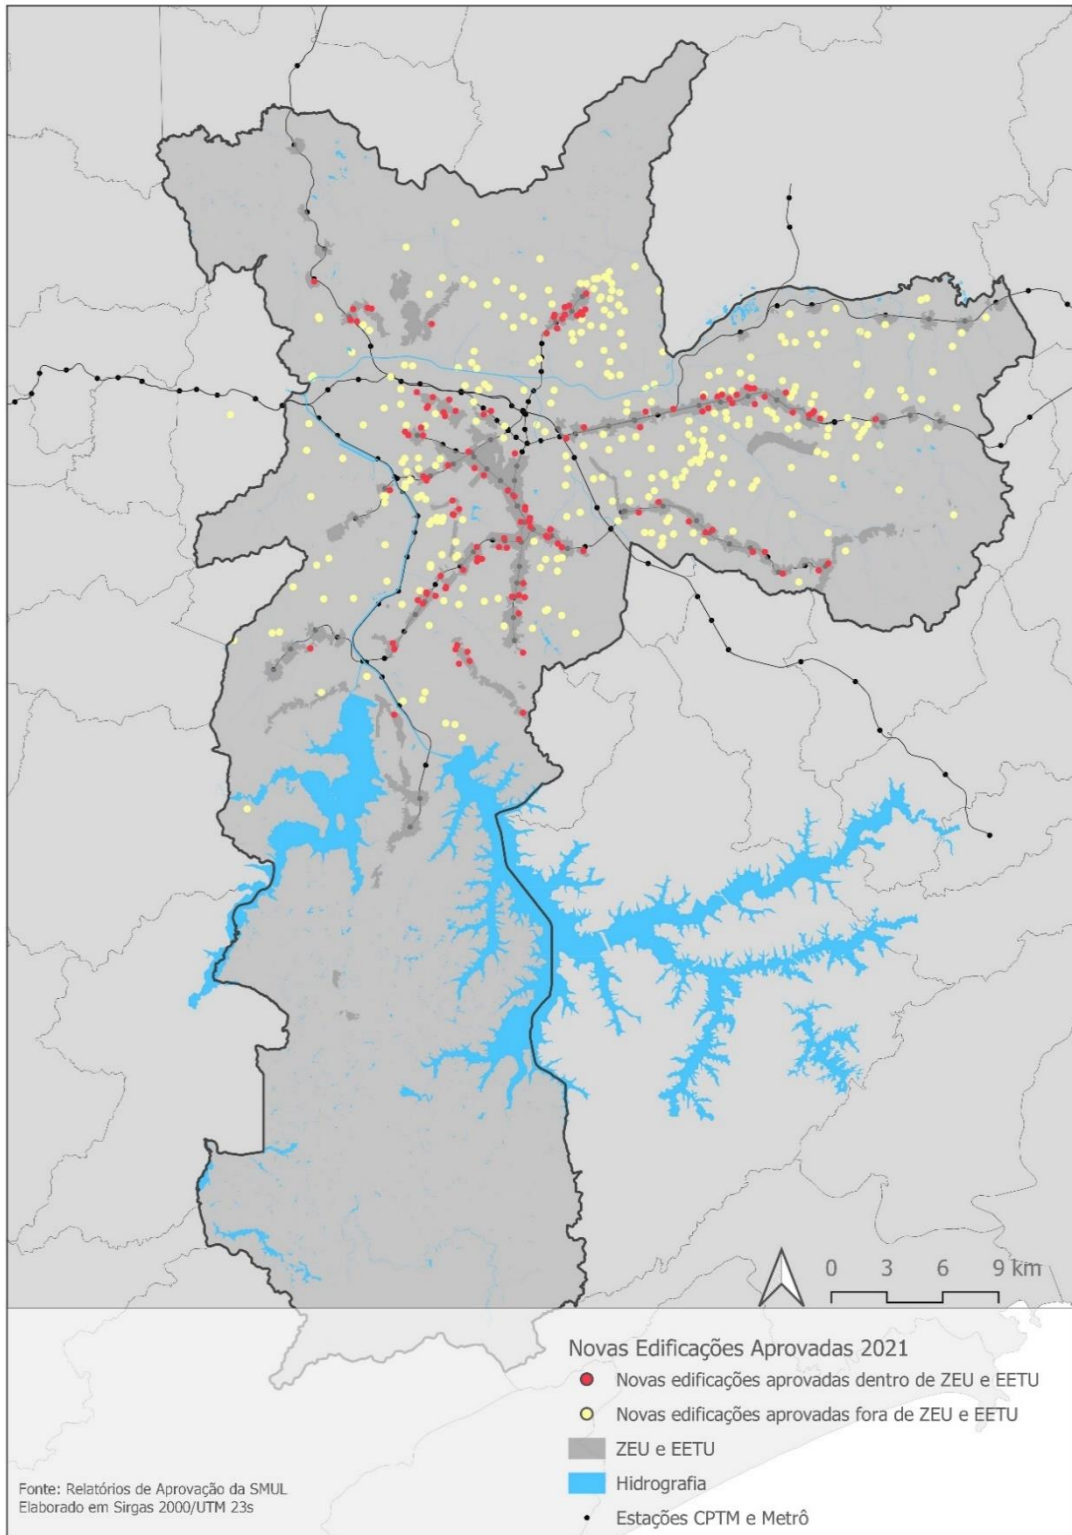 0 3 6 9 km
Novas Edificações Aprovadas 2021
Novas edificações aprovadas dentro de ZEU e EETU
Novas edificações aprovadas fora de ZEU e EETU
ZEU e EETU
Hidrografia
Estações CPTM e Metrô
Fonte: Relatórios de Aprovação da SMUL
Elaborado em Sirgas 2000/UTM 23s